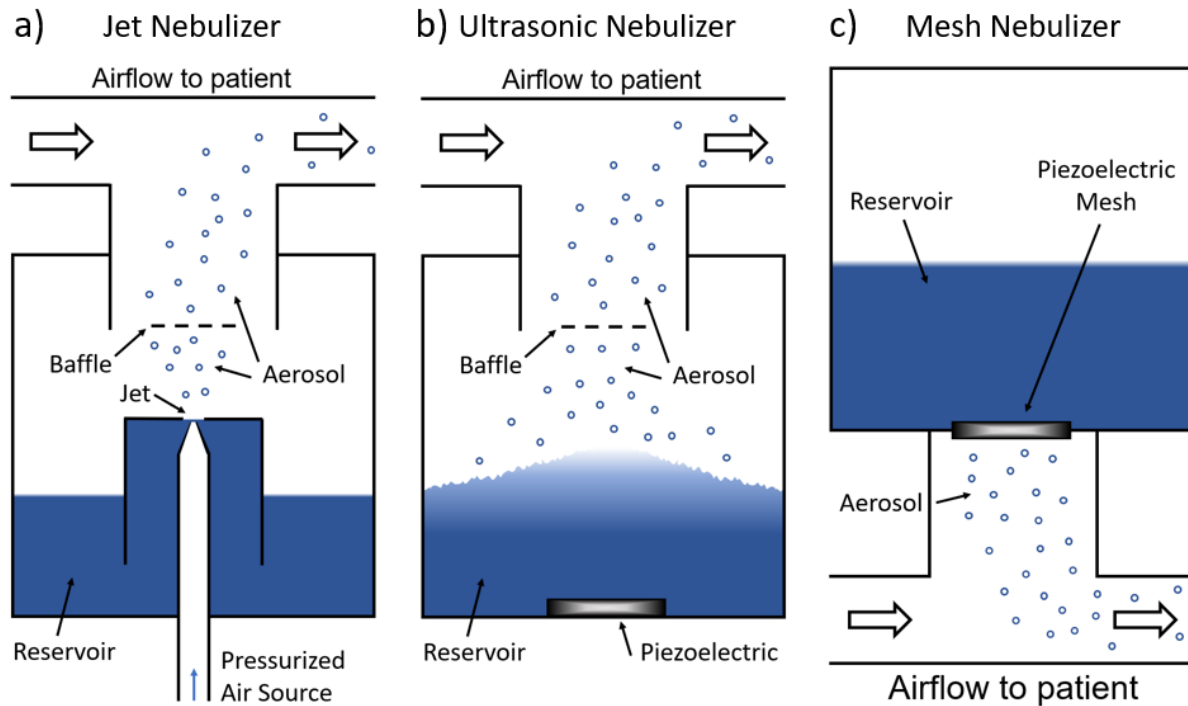 a) Jet Nebulizer
Airflow to patient
Baffle
Aerosol
Jet
Reservoir
Pressurized
Air Source
b) Ultrasonic Nebulizer
Airflow to patient
Baffle
Aerosol
Reservoir
Piezoelectric
c) Mesh Nebulizer
Piezoelectric
Mesh
Reservoir
Aerosol
Airflow to patient